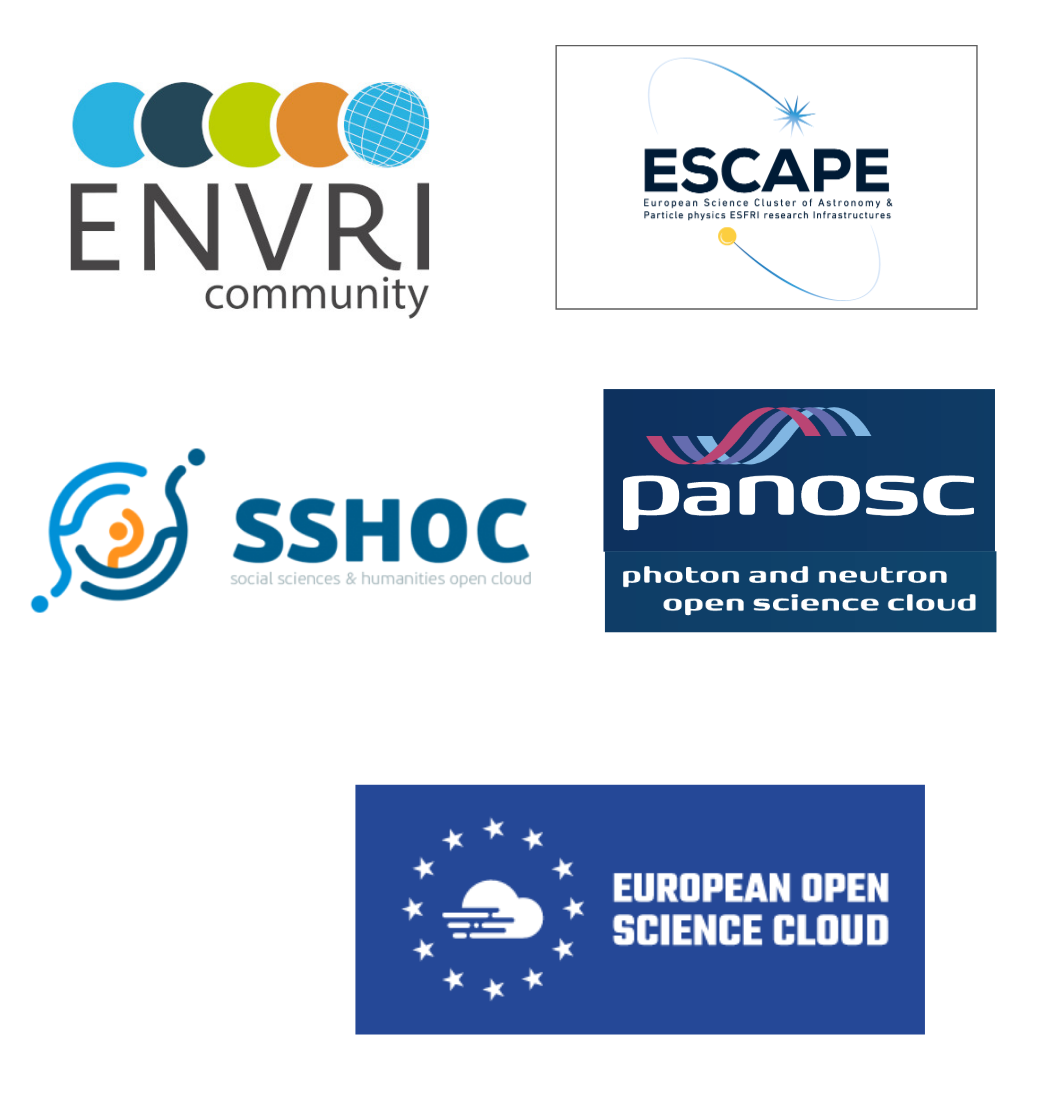 ENVRI
community
ESCAPE
European Science Cluster of Astronomy &
Particle physics ESFRI research Infrastructures
SSHOC
social sciences & humanities open cloud
panosc
photon and neutron
open science cloud
EUROPEAN OPEN
SCIENCE CLOUD